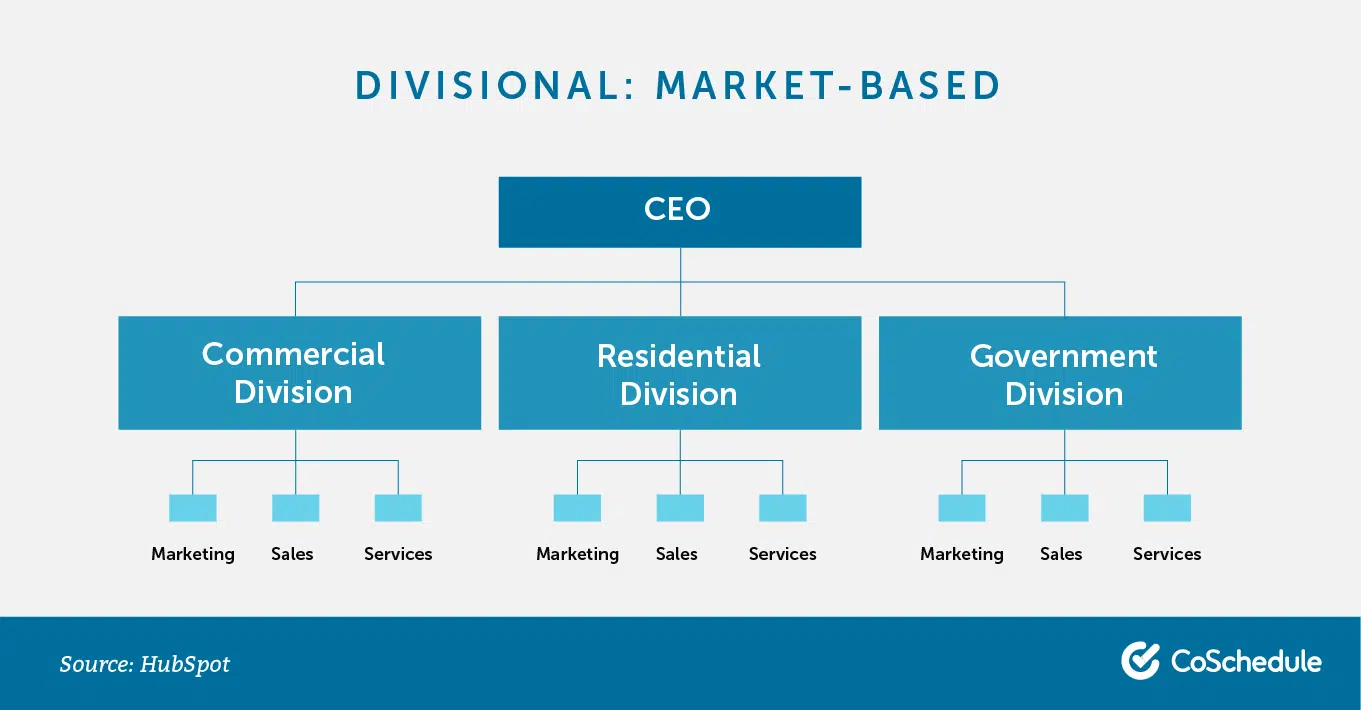 DIVISIONAL: MARKET-BASED
CEO
Commercial
Division
Residential
Division
Government
Division
Marketing
Sales
Services
Marketing
Sales
Services
Marketing
Sales
Services
Source: HubSpot
CoSchedule